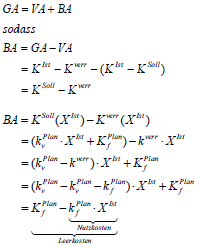 GA = VA + BA
sodass
BA = GA − VA
= K^{Ist} − K^{verr} − (K^{Ist} − K^{Soll})
= K^{Soll} − K^{verr}
BA = K^{Soll}(X^{Ist}) − K^{verr}(X^{Ist})
= (k_v^{Plan} · X^{Ist} + K_f^{Plan}) − k^{verr} · X^{Ist}
= (k_v^{Plan} − k^{verr}) · X^{Ist} + K_f^{Plan}
= (k_v^{Plan} − k_v^{Plan} − k_f^{Plan}) · X^{Ist} + K_f^{Plan}
= K_f^{Plan} − k_f^{Plan} · X^{Ist}
Nutzkosten
Leerkosten